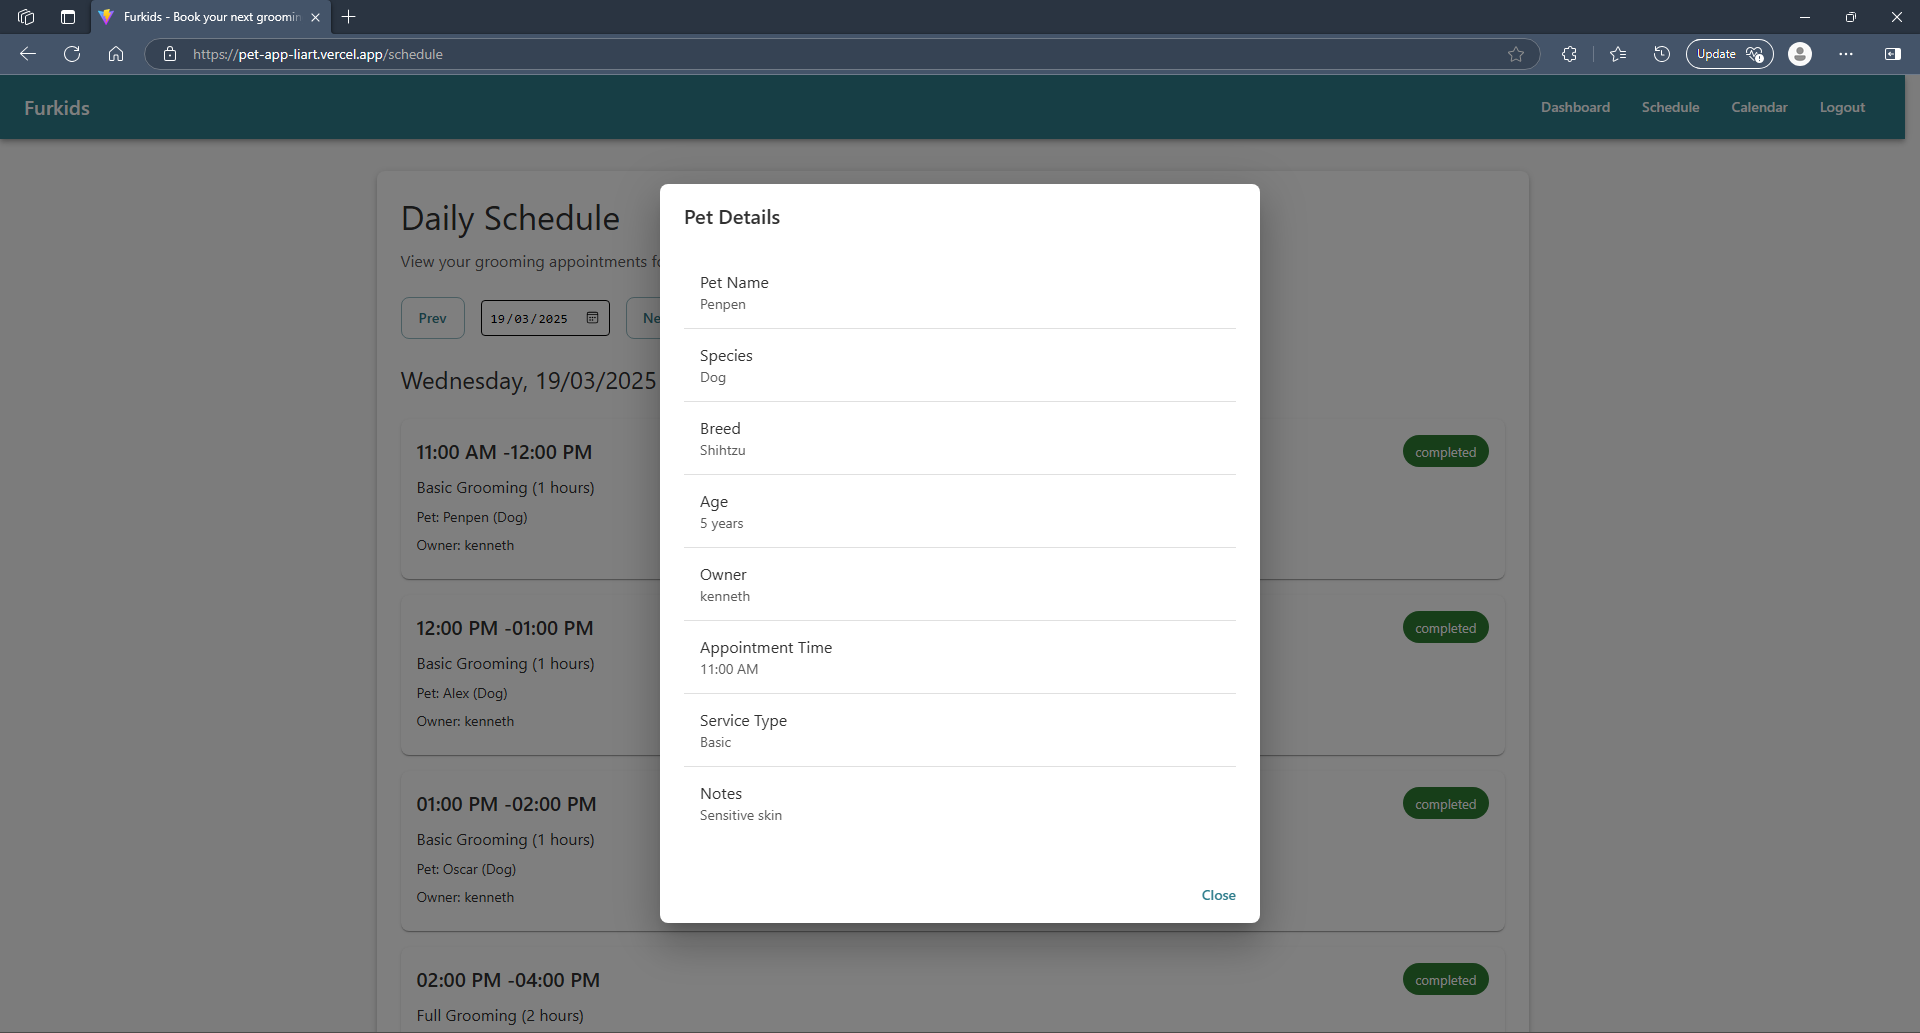 Furkids - Book your next groomin
https://pet-app-liart.vercel.app/schedule
Update
Furkids
Dashboard
Schedule
Calendar
Logout
Daily Schedule
View your grooming appointments fo
Prev
19/03/2025
Ne
Wednesday, 19/03/2025
11:00 AM -12:00 PM
completed
Basic Grooming (1 hours)
Pet: Penpen (Dog)
Owner: kenneth
12:00 PM -01:00 PM
completed
Basic Grooming (1 hours)
Pet: Alex (Dog)
Owner: kenneth
01:00 PM -02:00 PM
completed
Basic Grooming (1 hours)
Pet: Oscar (Dog)
Owner: kenneth
02:00 PM -04:00 PM
completed
Full Grooming (2 hours)
Pet Details
Pet Name
Penpen
Species
Dog
Breed
Shihtzu
Age
5 years
Owner
kenneth
Appointment Time
11:00 AM
Service Type
Basic
Notes
Sensitive skin
Close